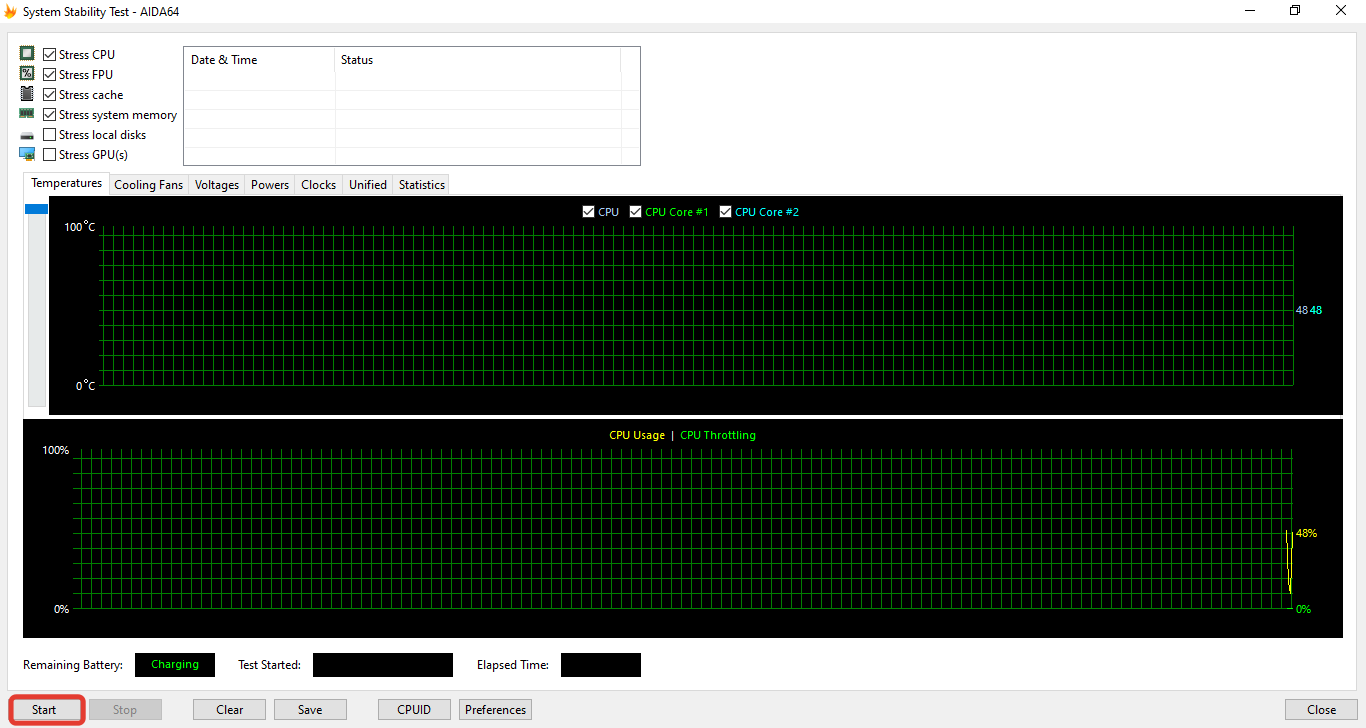 System Stability Test - AIDA64
Stress CPU
Stress FPU
Stress cache
Stress system memory
Stress local disks
Stress GPU(s)
Date & Time Status
Temperatures Cooling Fans Voltages Powers Clocks Unified Statistics
CPU CPU Core #1 CPU Core #2
100°C
48 48
0°C
CPU Usage | CPU Throttling
100%
48%
0% 0%
Remaining Battery: Charging Test Started: Elapsed Time:
Start Stop Clear Save CPUID Preferences Close